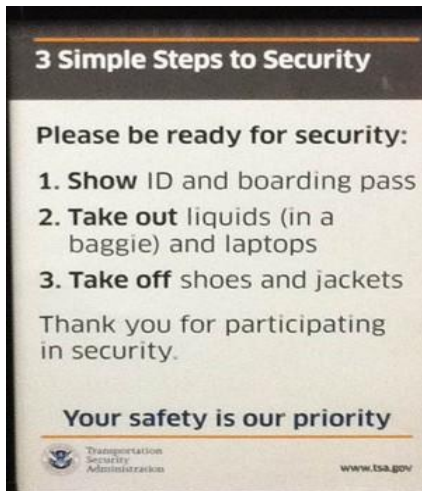 3 Simple Steps to Security
Please be ready for security:
1. Show ID and boarding pass
2. Take out liquids (in a
baggie) and laptops
3. Take off shoes and jackets
Thank you for participating
in security.
Your safety is our priority
Transportation
Security
Administration
www.tsa.gov